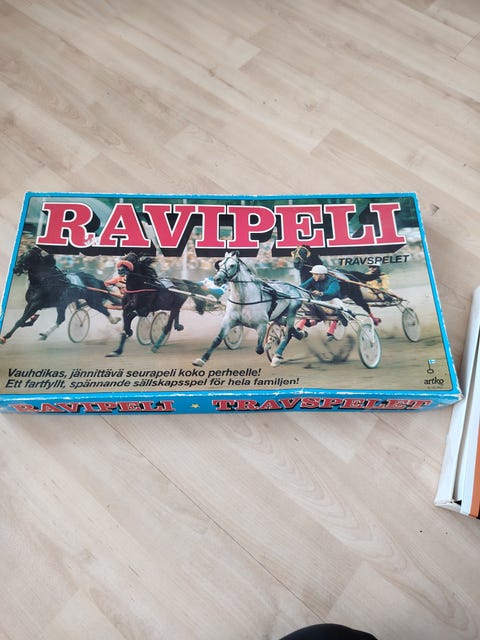 RAVIPELI
TRAVSPELET
Vauhdikas, jännittävä seurapeli koko perheelle!
Ett fartfyllt, spännande sällskapsspel för hela familjen!
artko
RAVIPELI ★ TRAVSPELET